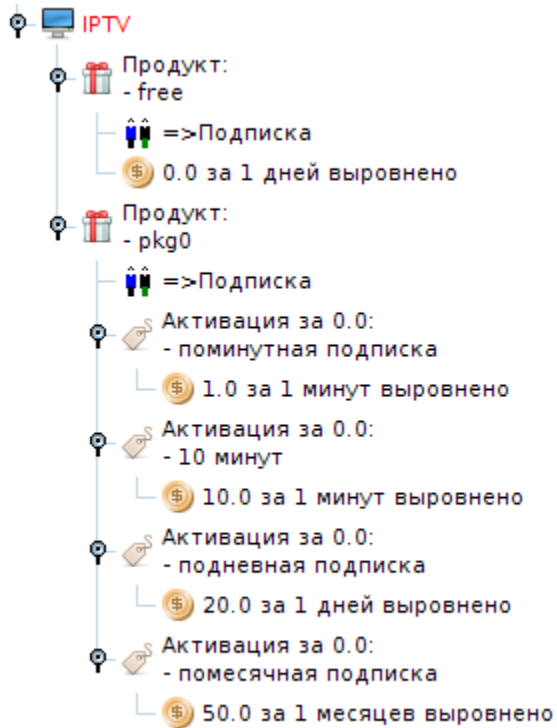 IPTV
Продукт:
- free
=>Подписка
0.0 за 1 дней выровнено
Продукт:
- pkg0
=>Подписка
Активация за 0.0:
- поминутная подписка
1.0 за 1 минут выровнено
Активация за 0.0:
- 10 минут
10.0 за 1 минут выровнено
Активация за 0.0:
- подневная подписка
20.0 за 1 дней выровнено
Активация за 0.0:
- помесячная подписка
50.0 за 1 месяцев выровнено